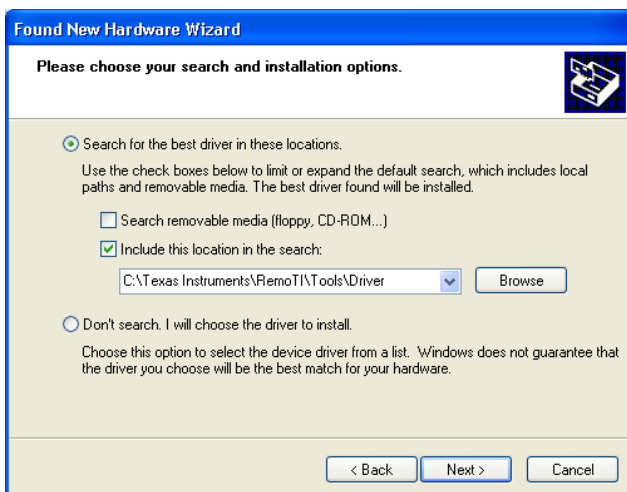 Found New Hardware Wizard
Please choose your search and installation options.
Search for the best driver in these locations.
Use the check boxes below to limit or expand the default search, which includes local
paths and removable media. The best driver found will be installed.
Search removable media (floppy, CD-ROM...)
Include this location in the search:
C:\Texas Instruments\RemoTI\Tools\Driver
Browse
Don't search. I will choose the driver to install.
Choose this option to select the device driver from a list. Windows does not guarantee that
the driver you choose will be the best match for your hardware.
< Back
Next >
Cancel